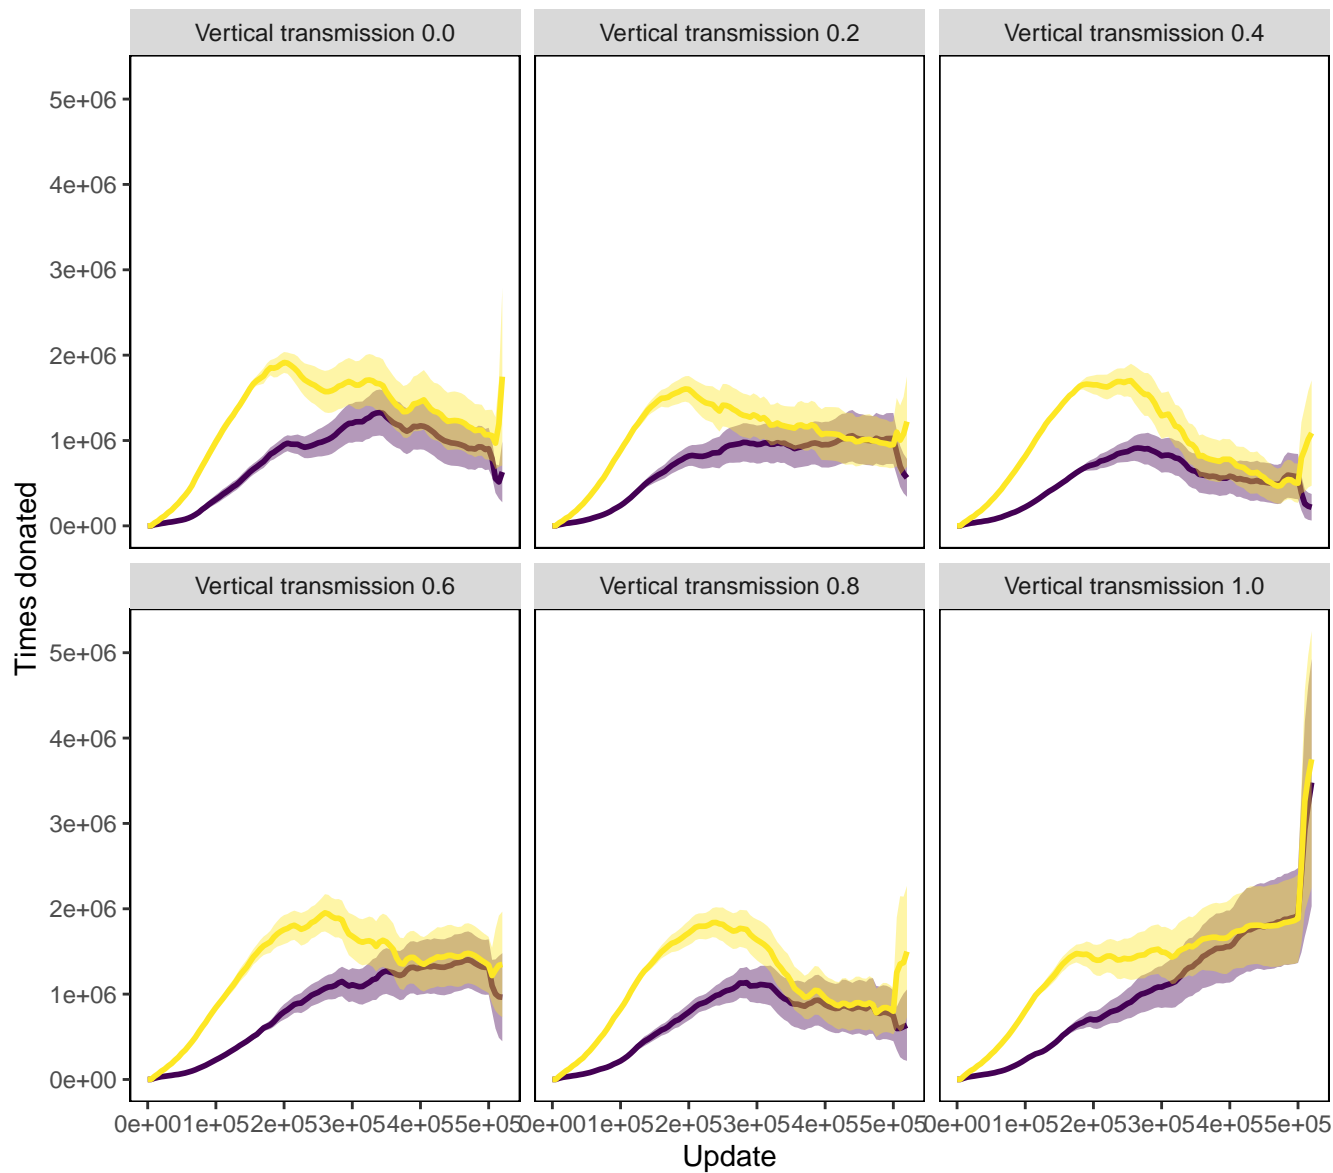 Vertical transmission 0.0 Vertical transmission 0.2 Vertical transmission 0.4
5e+06
4e+06
3e+06
2e+06
1e+06
0e+00
Times donated
Vertical transmission 0.6 Vertical transmission 0.8 Vertical transmission 1.0
5e+06
4e+06
3e+06
2e+06
1e+06
0e+00
0e+001e+052e+053e+054e+055e+050e+001e+052e+053e+054e+055e+050e+001e+052e+053e+054e+055e+05
Update